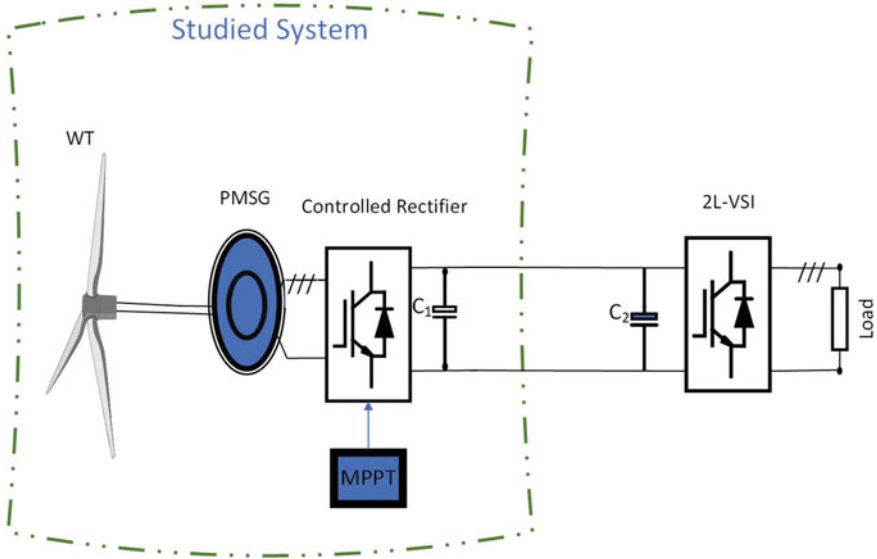 Studied System
WT
PMSG
Controlled Rectifier
2L-VSI
C₁
C₂
Load
MPPT